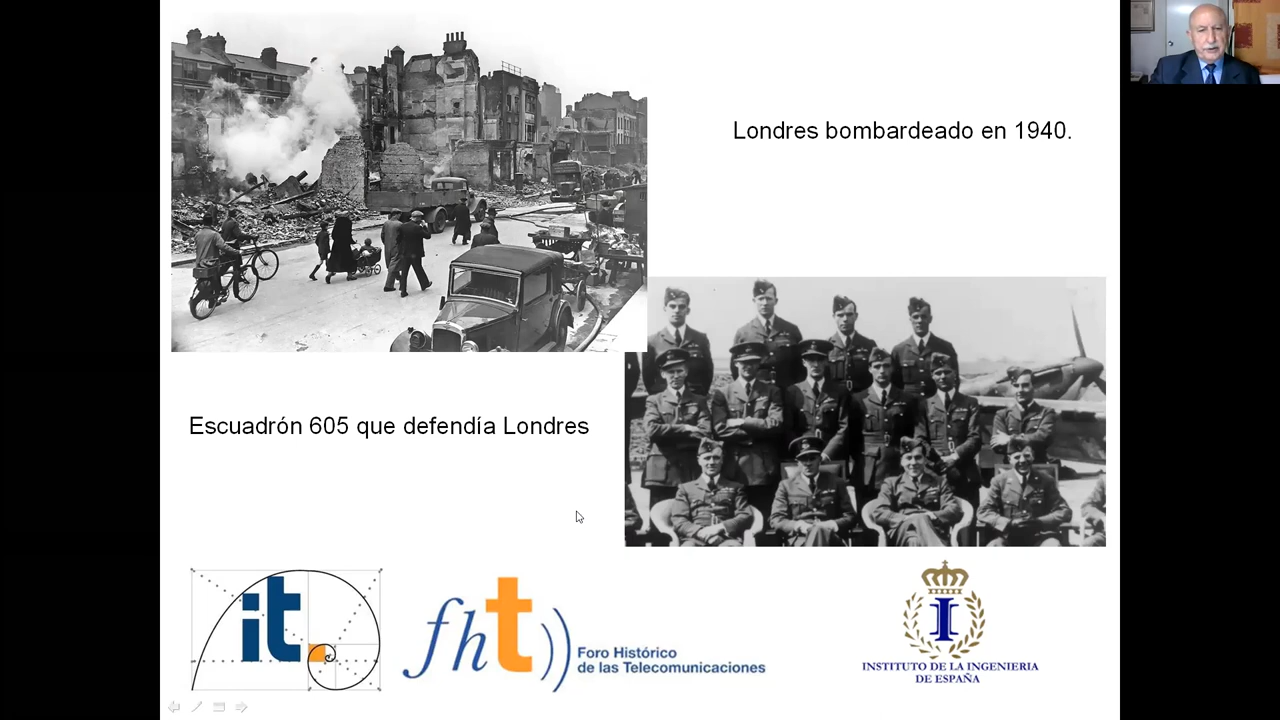 Londres bombardeado en 1940.
Escuadrón 605 que defendía Londres
it
fht
Foro Histórico
de las Telecomunicaciones
I
INSTITUTO DE LA INGENIERIA
DE ESPAÑA